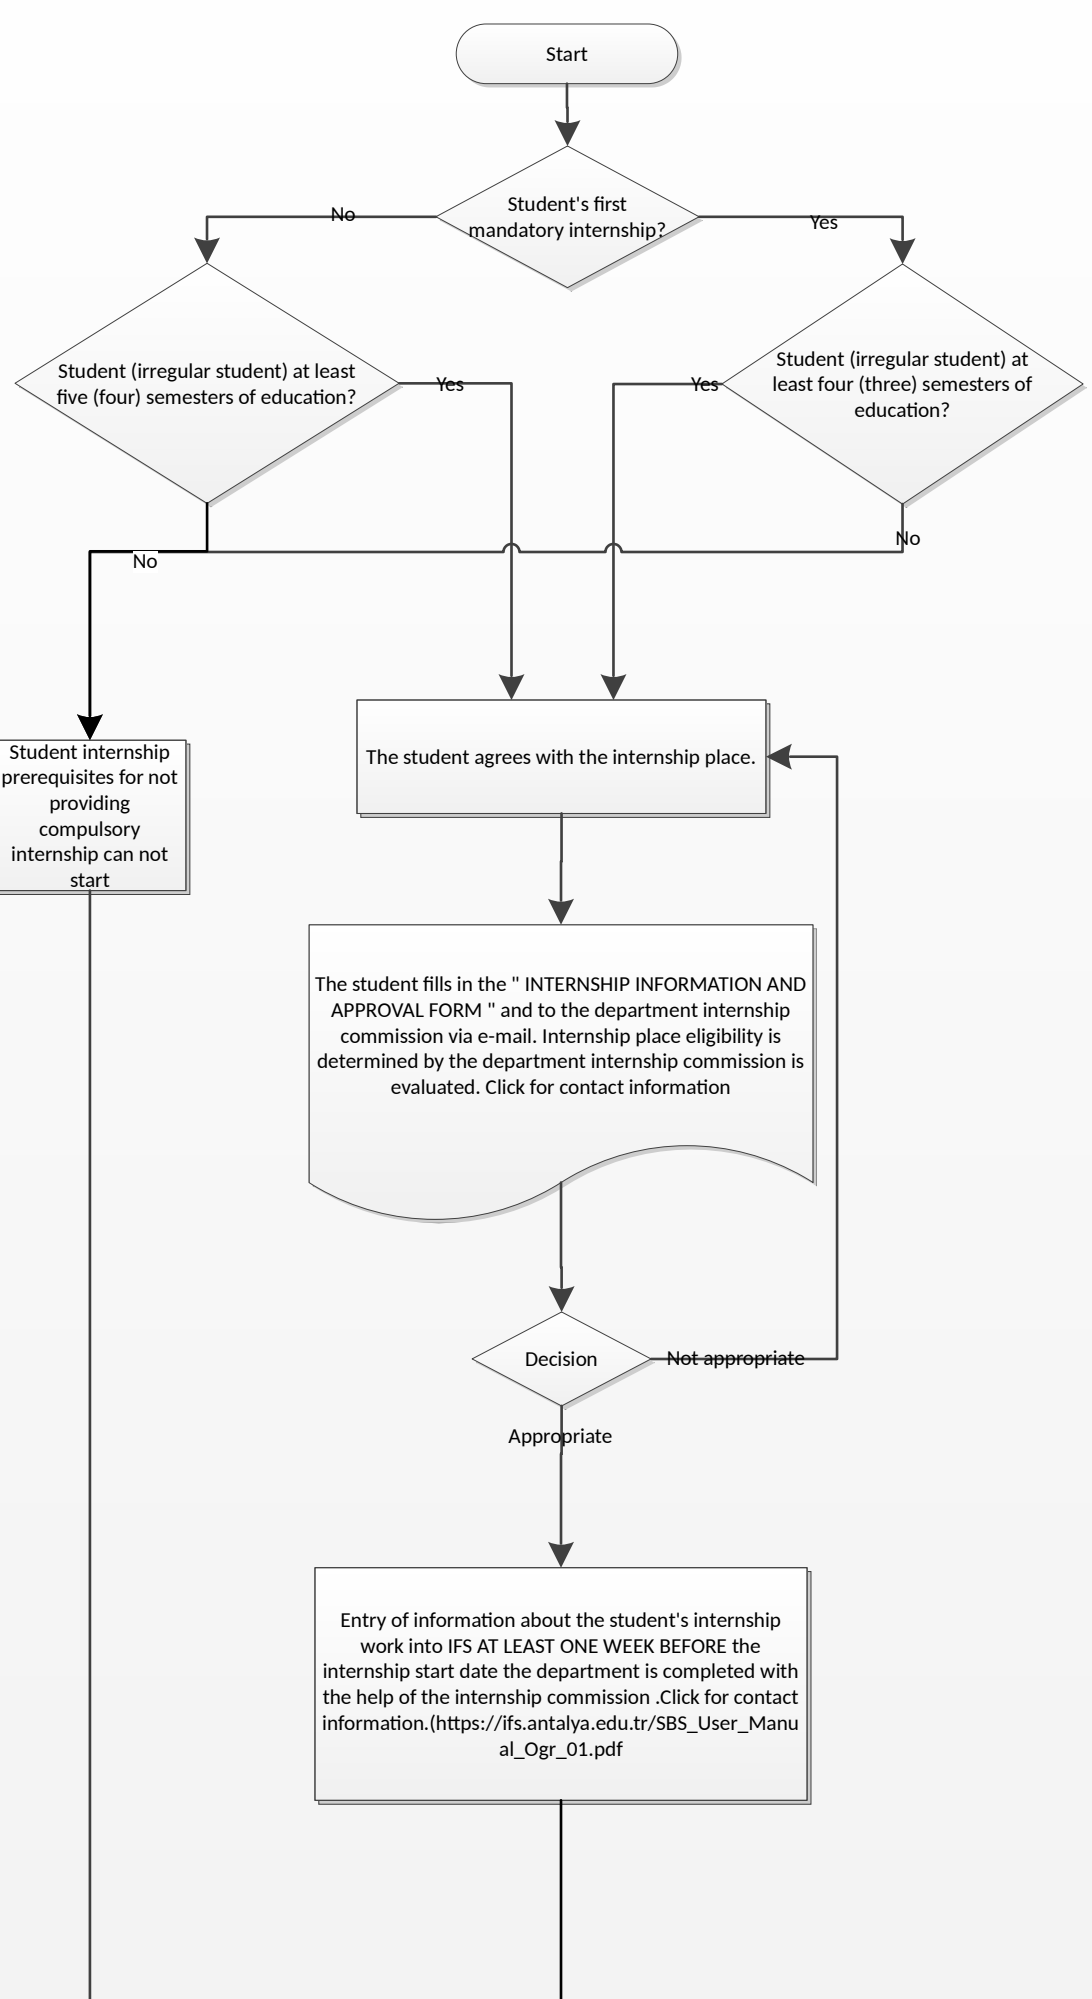 Start
Student's first
mandatory internship?
No
Yes
Student (irregular student) at least
five (four) semesters of education?
Yes
Yes
Student (irregular student) at
least four (three) semesters of
education?
No
No
Student internship
prerequisites for not
providing
compulsory
internship can not
start
The student agrees with the internship place.
The student fills in the " INTERNSHIP INFORMATION AND
APPROVAL FORM " and to the department internship
commission via e-mail. Internship place eligibility is
determined by the department internship commission is
evaluated. Click for contact information
Decision
Not appropriate
Appropriate
Entry of information about the student's internship
work into IFS AT LEAST ONE WEEK BEFORE the
internship start date the department is completed with
the help of the internship commission .Click for contact
information.(https://ifs.antalya.edu.tr/SBS_User_Manu
al_Ogr_01.pdf